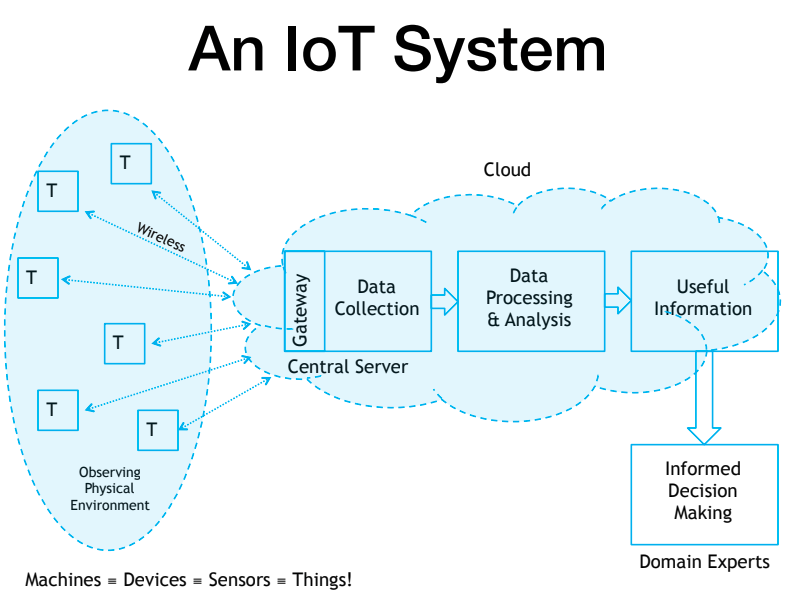 An IoT System
Cloud
T
T
Wireless
T
T
T
T
Observing
Physical
Environment
Gateway
Data
Collection
Central Server
Data
Processing
& Analysis
Useful
Information
Informed
Decision
Making
Domain Experts
Machines ≡ Devices ≡ Sensors ≡ Things!